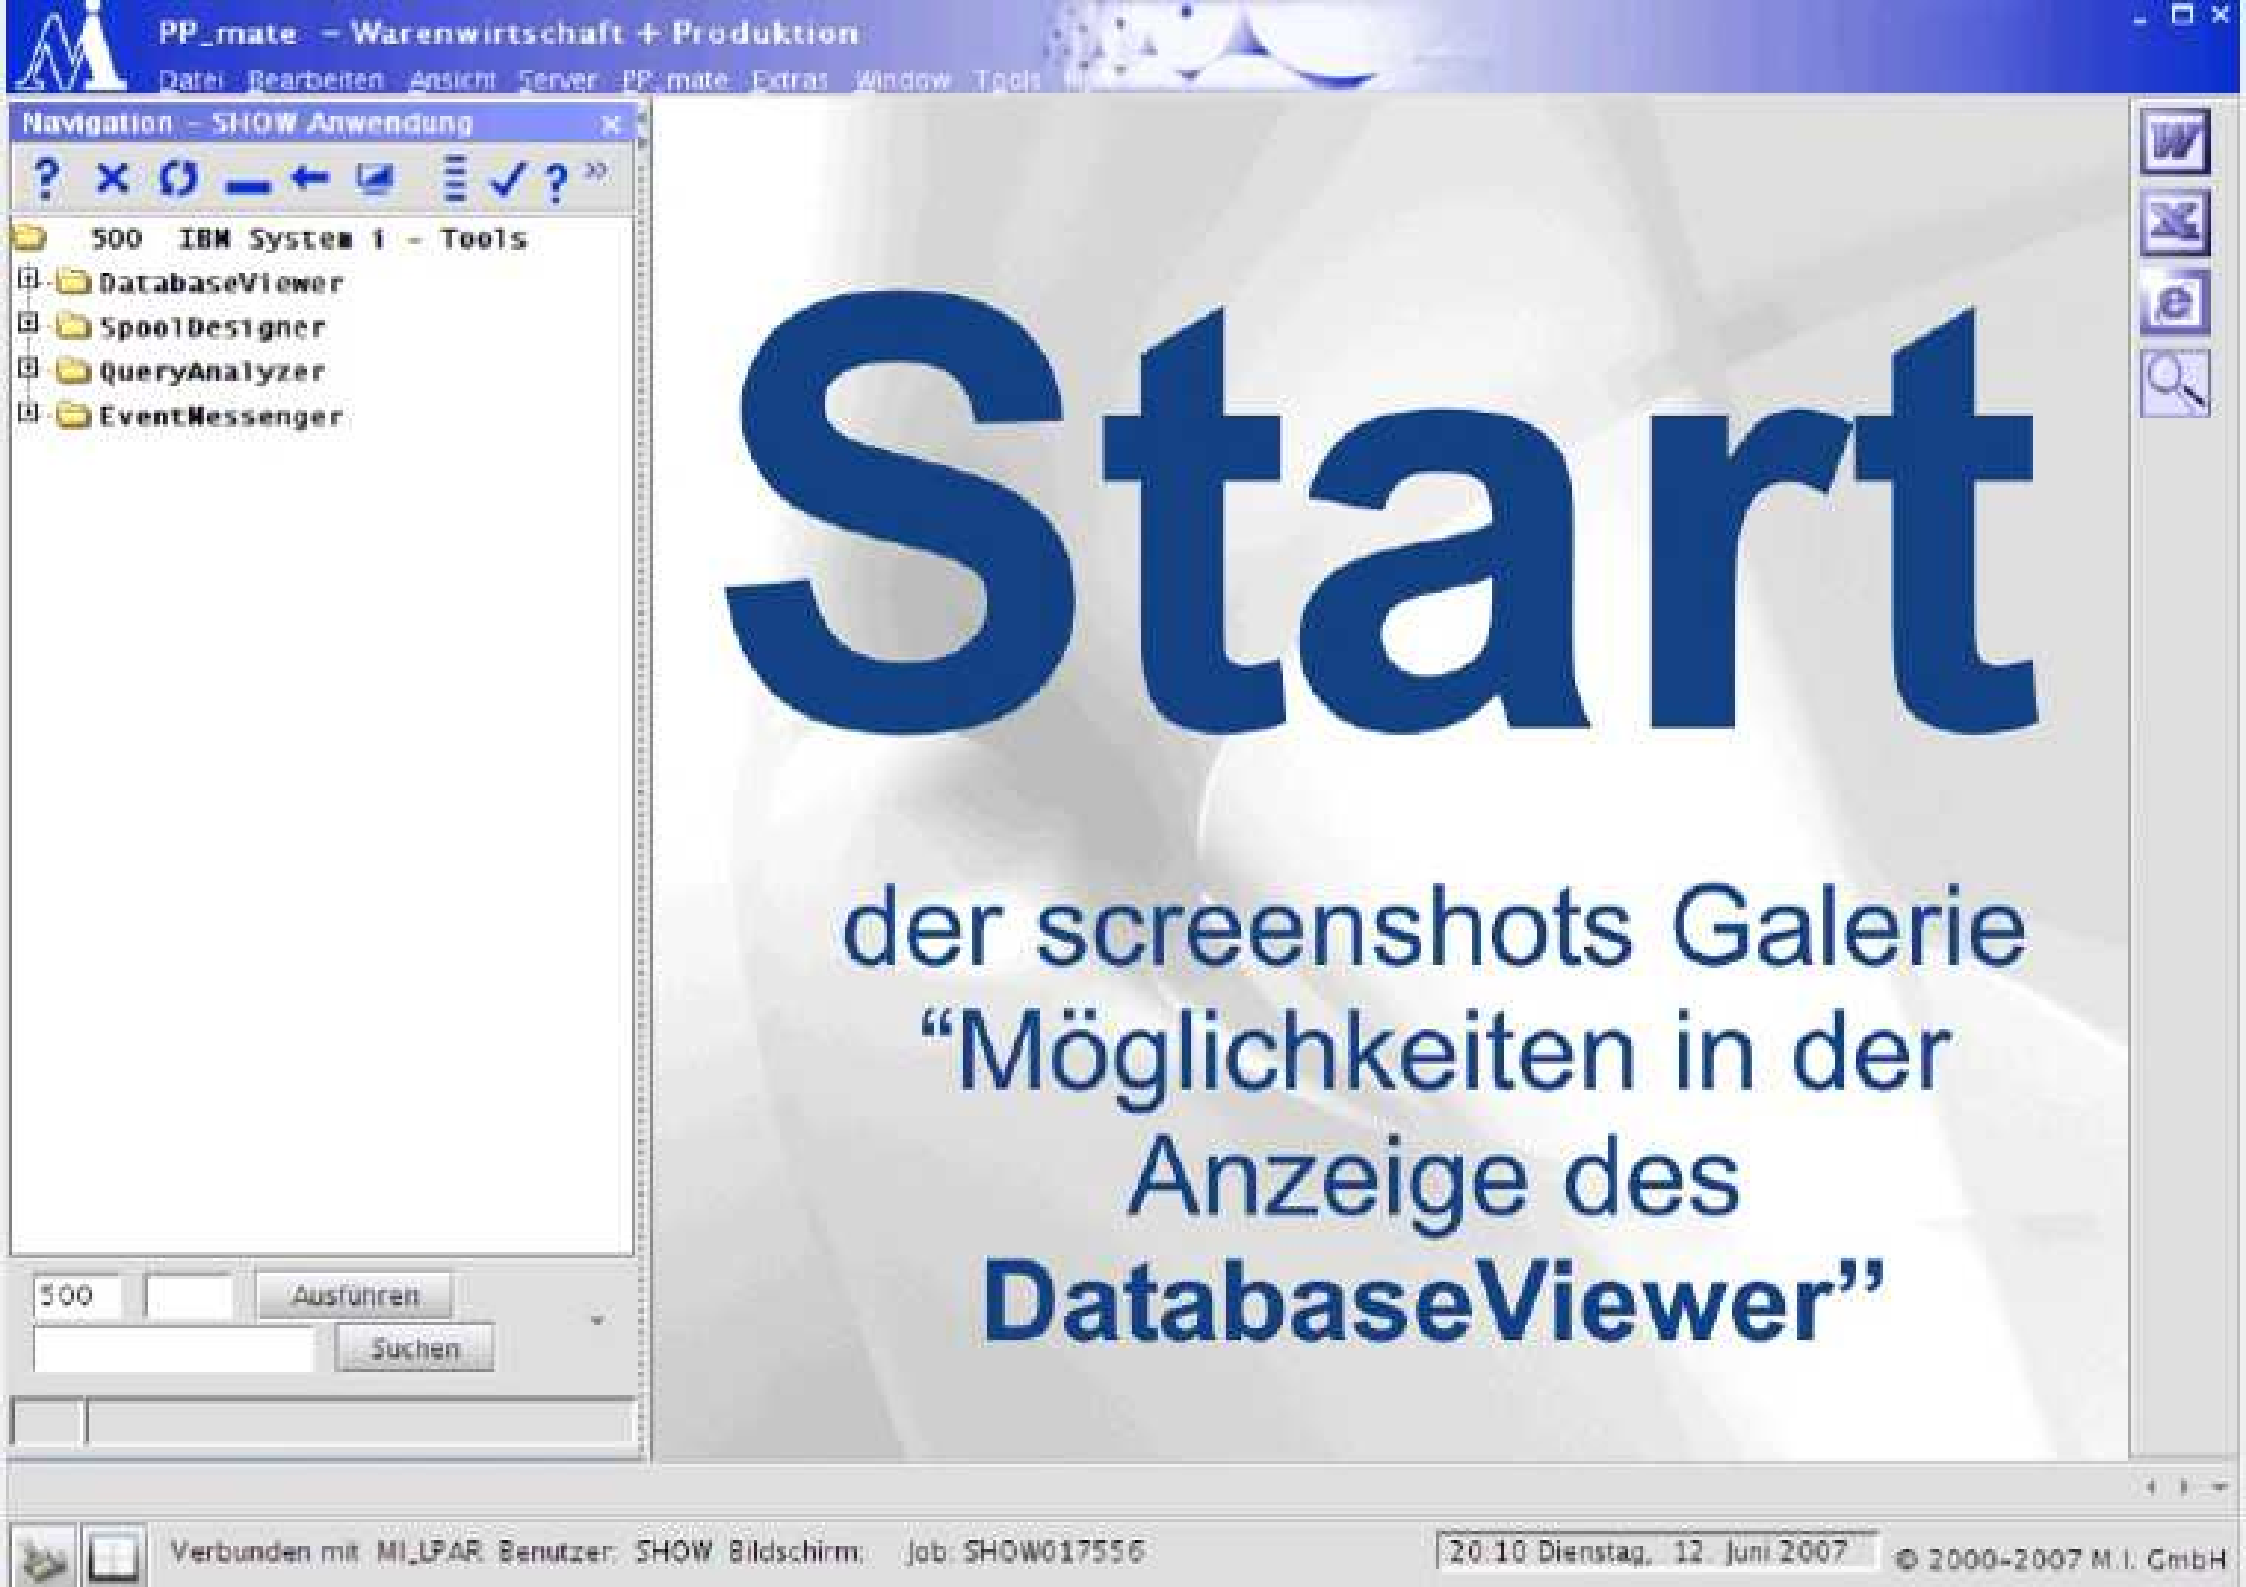 PP_mate - Warenwirtschaft + Produktion
Datei Bearbeiten Ansicht Server PP_mate Extras Window Tools
Navigation - SHOW Anwendung
500 IBM System i - Tools
DatabaseViewer
SpoolDesigner
QueryAnalyzer
EventMessenger
500 Ausführen
Suchen
Start
der screenshots Galerie
“Möglichkeiten in der
Anzeige des
DatabaseViewer”
Verbunden mit MI_LPAR Benutzer: SHOW Bildschirm: Job: SHOW017556
20:10 Dienstag, 12. Juni 2007
© 2000-2007 M.I. GmbH